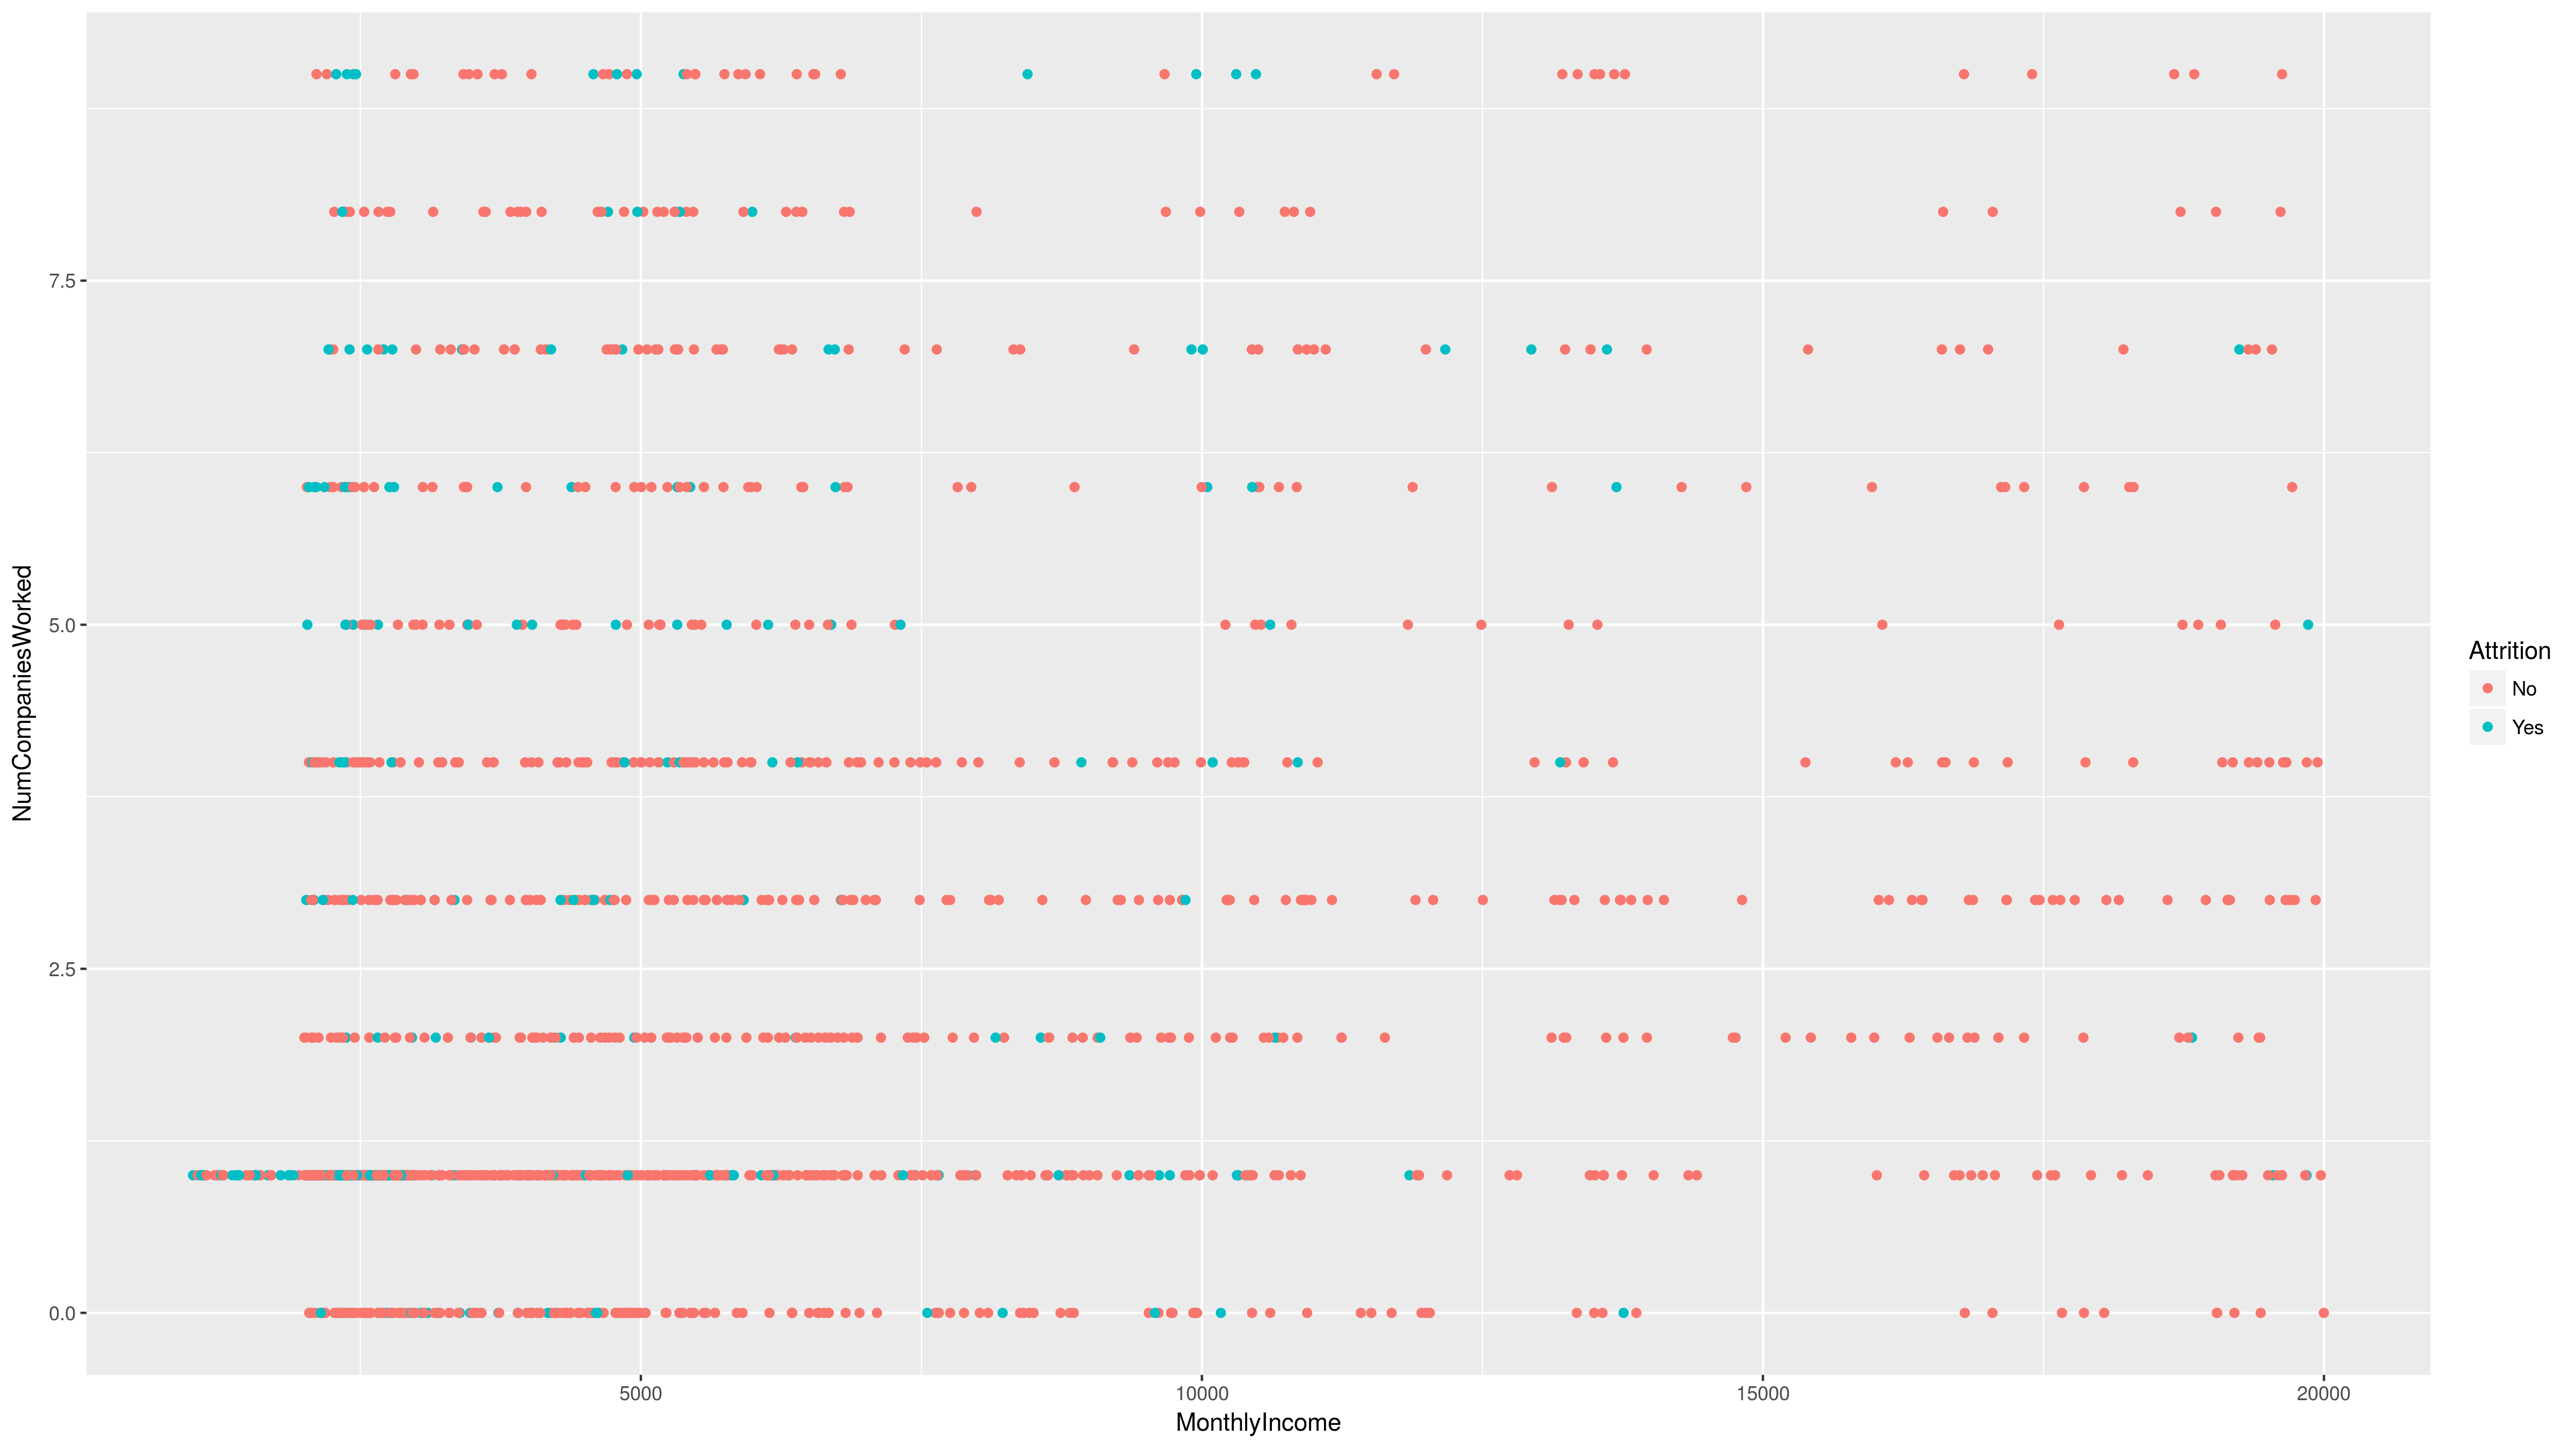 NumCompaniesWorked
7.5
5.0
2.5
0.0
5000
10000
15000
20000
MonthlyIncome
Attrition
No
Yes